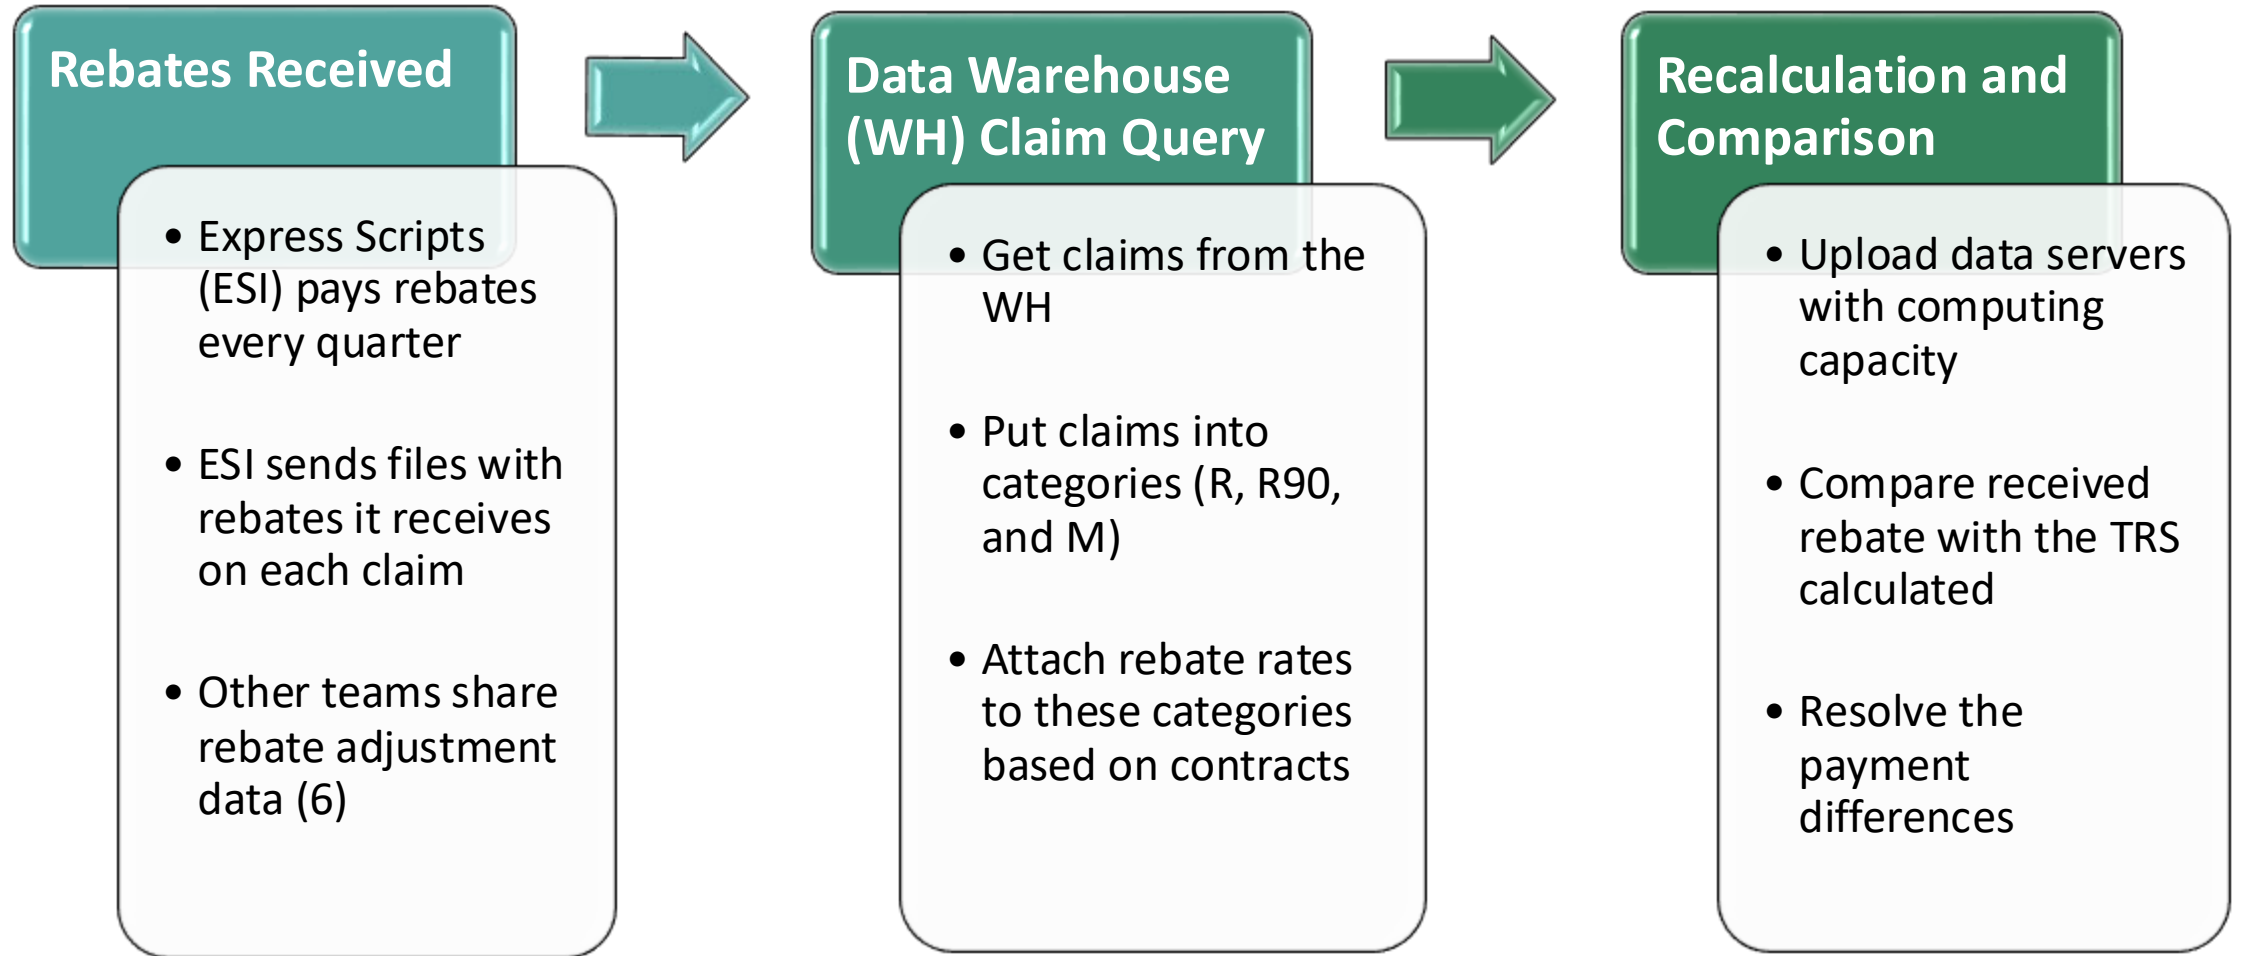 Rebates Received
• Express Scripts
(ESI) pays rebates
every quarter
• ESI sends files with
rebates it receives
on each claim
• Other teams share
rebate adjustment
data (6)
Data Warehouse
(WH) Claim Query
• Get claims from the
WH
• Put claims into
categories (R, R90,
and M)
• Attach rebate rates
to these categories
based on contracts
Recalculation and
Comparison
• Upload data servers
with computing
capacity
• Compare received
rebate with the TRS
calculated
• Resolve the
payment
differences